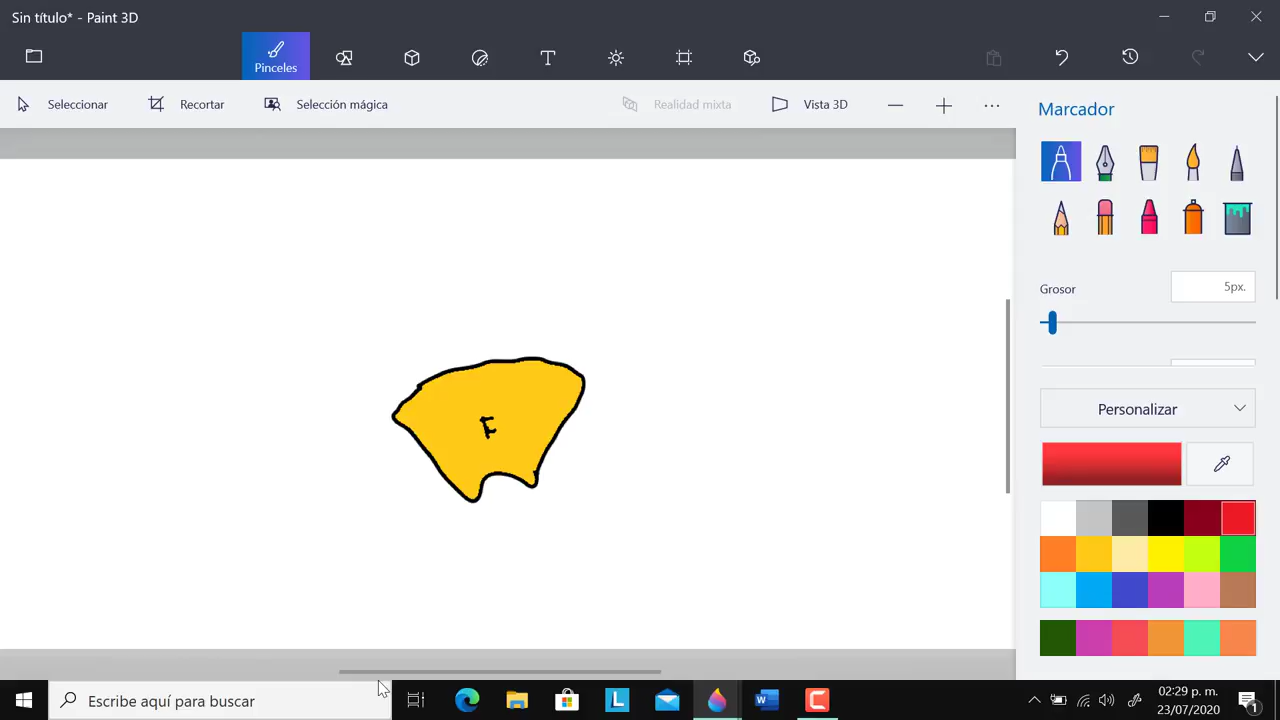 Sin título* - Paint 3D
Pinceles
Seleccionar Recortar Selección mágica Realidad mixta Vista 3D
Marcador
Grosor 5px.
F
Personalizar
Escribe aquí para buscar
L
02:29 p. m.
23/07/2020
1